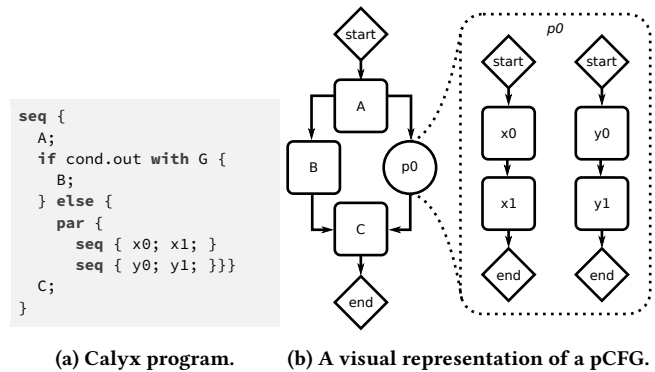 seq {
A;
if cond.out with G {
B;
} else {
par {
seq { x0; x1; }
seq { y0; y1; }}}
C;
}
(a) Calyx program.
start
A
B
p0
C
end
p0
start
start
x0
y0
x1
y1
end
end
(b) A visual representation of a pCFG.